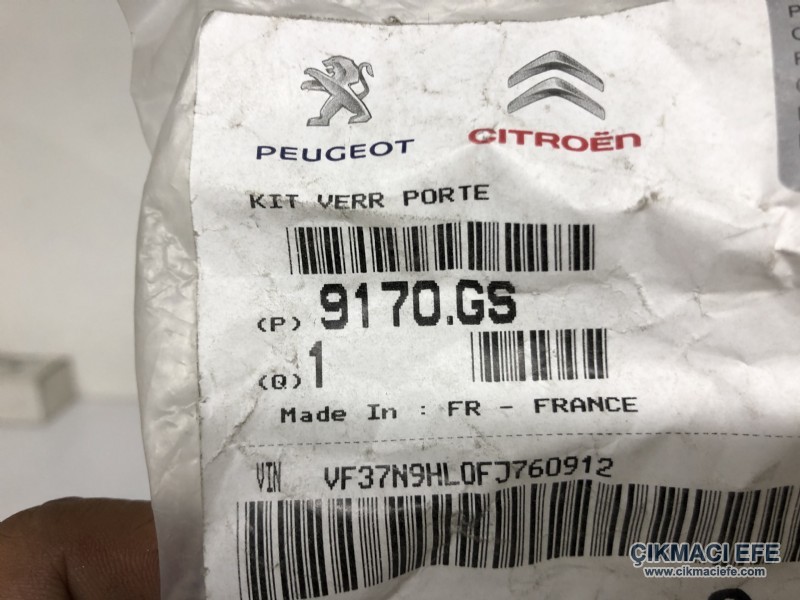 PEUGEOT
CITROËN
KIT VERR PORTE
(P) 9170.GS
(Q) 1
Made In : FR - FRANCE
VIN VF37N9HL0FJ760912
ÇIKMACI EFE
www.cikmaciefe.com